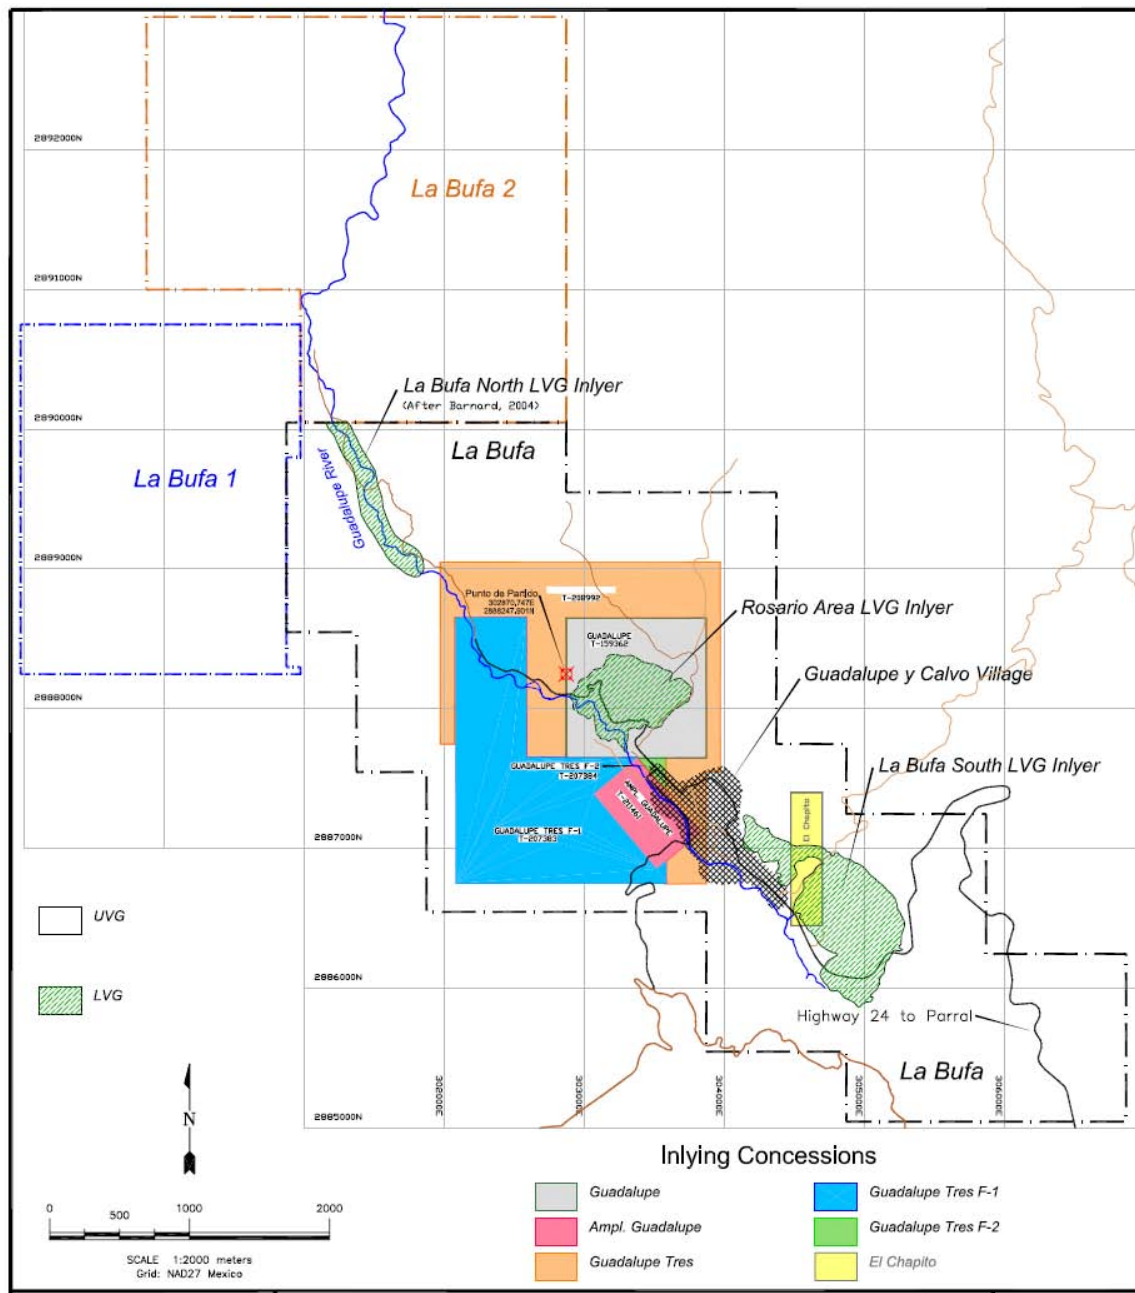 2892000N
La Bufa 2
2891000N
La Bufa North LVG Inlyer
(After Barnard, 2004)
2890000N
La Bufa
La Bufa 1
Guadalupe River
2889000N
Punto de Partido
302870.747E
2888247.601N
T-208992
Rosario Area LVG Inlyer
GUADALUPE
T-159362
Guadalupe y Calvo Village
2888000N
GUADALUPE TRES F-2
T-207384
La Bufa South LVG Inlyer
AMPL. GUADALUPE
T-211461
El Chapito
GUADALUPE TRES F-1
T-207383
2887000N
UVG
LVG
2886000N
Highway 24 to Parral
La Bufa
302000E
303000E
304000E
305000E
306000E
2885000N
N
Inlying Concessions
Guadalupe
Guadalupe Tres F-1
Ampl. Guadalupe
Guadalupe Tres F-2
Guadalupe Tres
El Chapito
0 500 1000 2000
SCALE 1:2000 meters
Grid: NAD27 Mexico